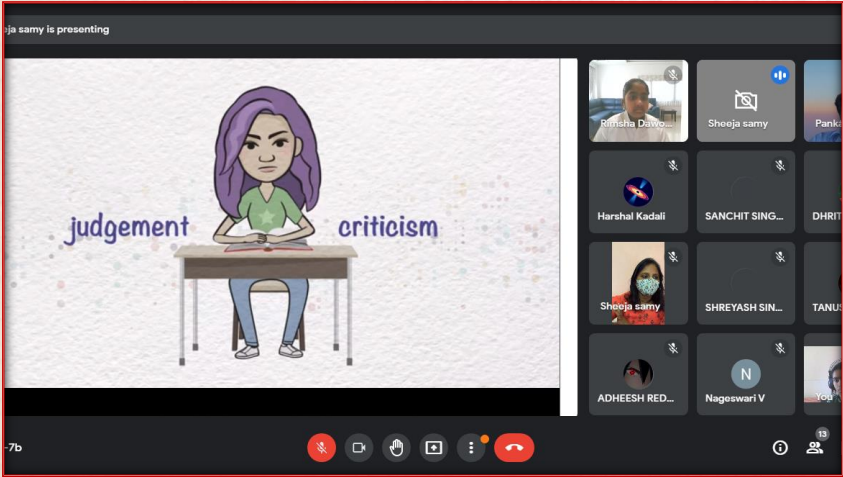 ja samy is presenting
judgement
criticism
Rimsha Dawo...
Sheeja samy
Panka
Harshal Kadali
SANCHIT SING...
DHRIT
Sheeja samy
SHREYASH SIN...
TANUS
ADHEESH RED...
N
Nageswari V
You
-7b
13